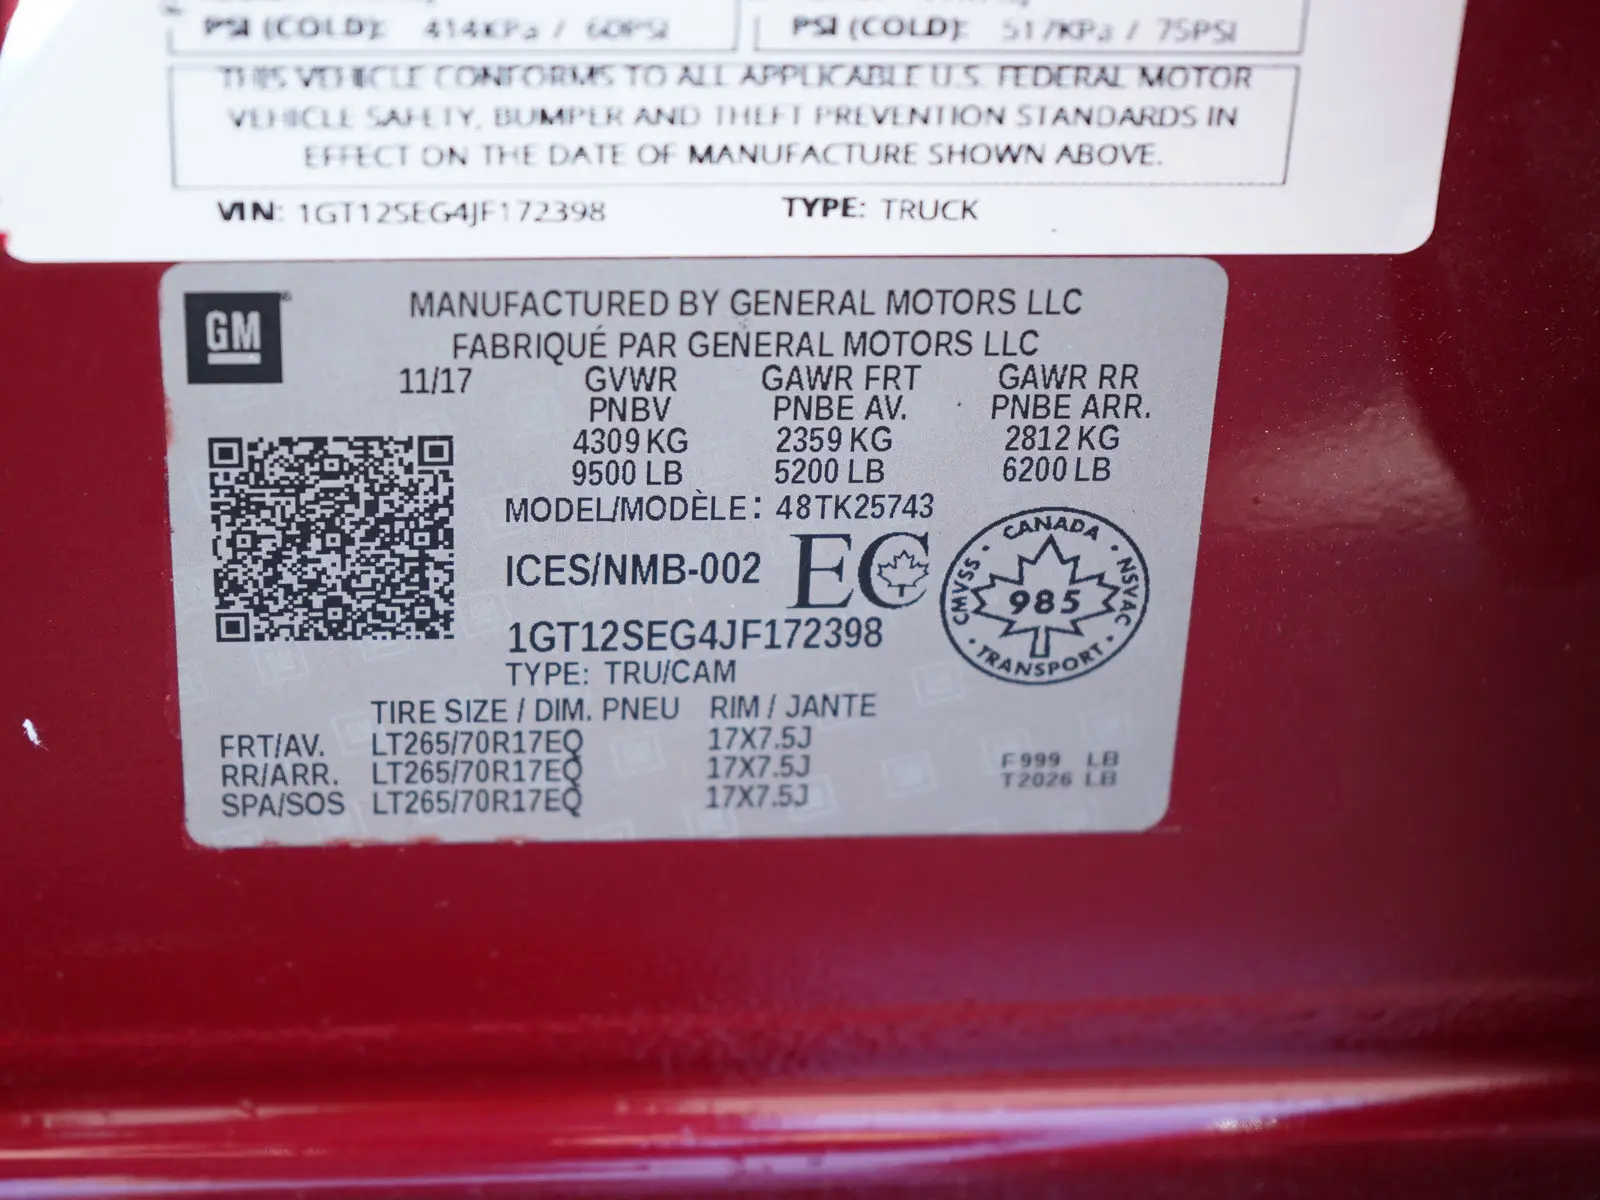 PSI (COLD): 414KPa / 60PSI
PSI (COLD): 517KPa / 75PSI
THIS VEHICLE CONFORMS TO ALL APPLICABLE U.S. FEDERAL MOTOR
VEHICLE SAFETY, BUMPER AND THEFT PREVENTION STANDARDS IN
EFFECT ON THE DATE OF MANUFACTURE SHOWN ABOVE.
VIN: 1GT12SEG4JF172398 TYPE: TRUCK
GM
MANUFACTURED BY GENERAL MOTORS LLC
FABRIQUÉ PAR GENERAL MOTORS LLC
11/17 GVWR GAWR FRT GAWR RR
PNBV PNBE AV. PNBE ARR.
4309 KG 2359 KG 2812 KG
9500 LB 5200 LB 6200 LB
MODEL/MODÈLE: 48TK25743
ICES/NMB-002 EC
CANADA
CMVSS 985 NSVAC
TRANSPORT
1GT12SEG4JF172398
TYPE: TRU/CAM
TIRE SIZE / DIM. PNEU RIM / JANTE
FRT/AV. LT265/70R17EQ 17X7.5J
RR/ARR. LT265/70R17EQ 17X7.5J
SPA/SOS LT265/70R17EQ 17X7.5J
F999 LB
T2026 LB